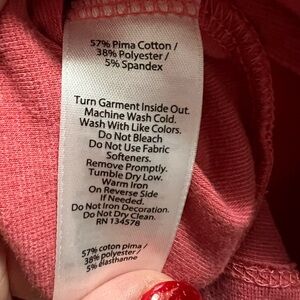 57% Pima Cotton /
38% Polyester /
5% Spandex
Turn Garment Inside Out.
Machine Wash Cold.
Wash With Like Colors.
Do Not Bleach
Do Not Use Fabric
Softeners.
Remove Promptly.
Tumble Dry Low.
Warm Iron
On Reverse Side
If Needed.
Do Not Iron Decoration.
Do Not Dry Clean.
RN 134578
57% coton pima /
38% polyester /
5% élasthanne